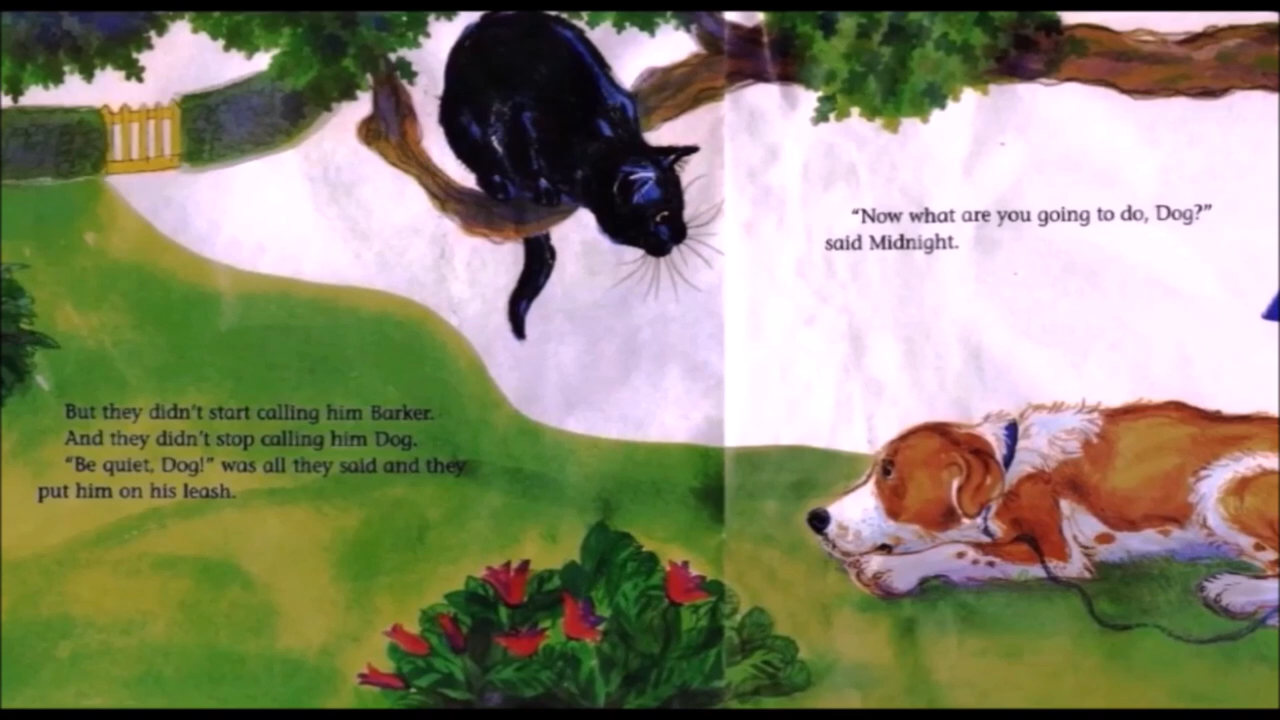 But they didn't start calling him Barker.
And they didn't stop calling him Dog.
"Be quiet, Dog!" was all they said and they
put him on his leash.
"Now what are you going to do, Dog?"
said Midnight.